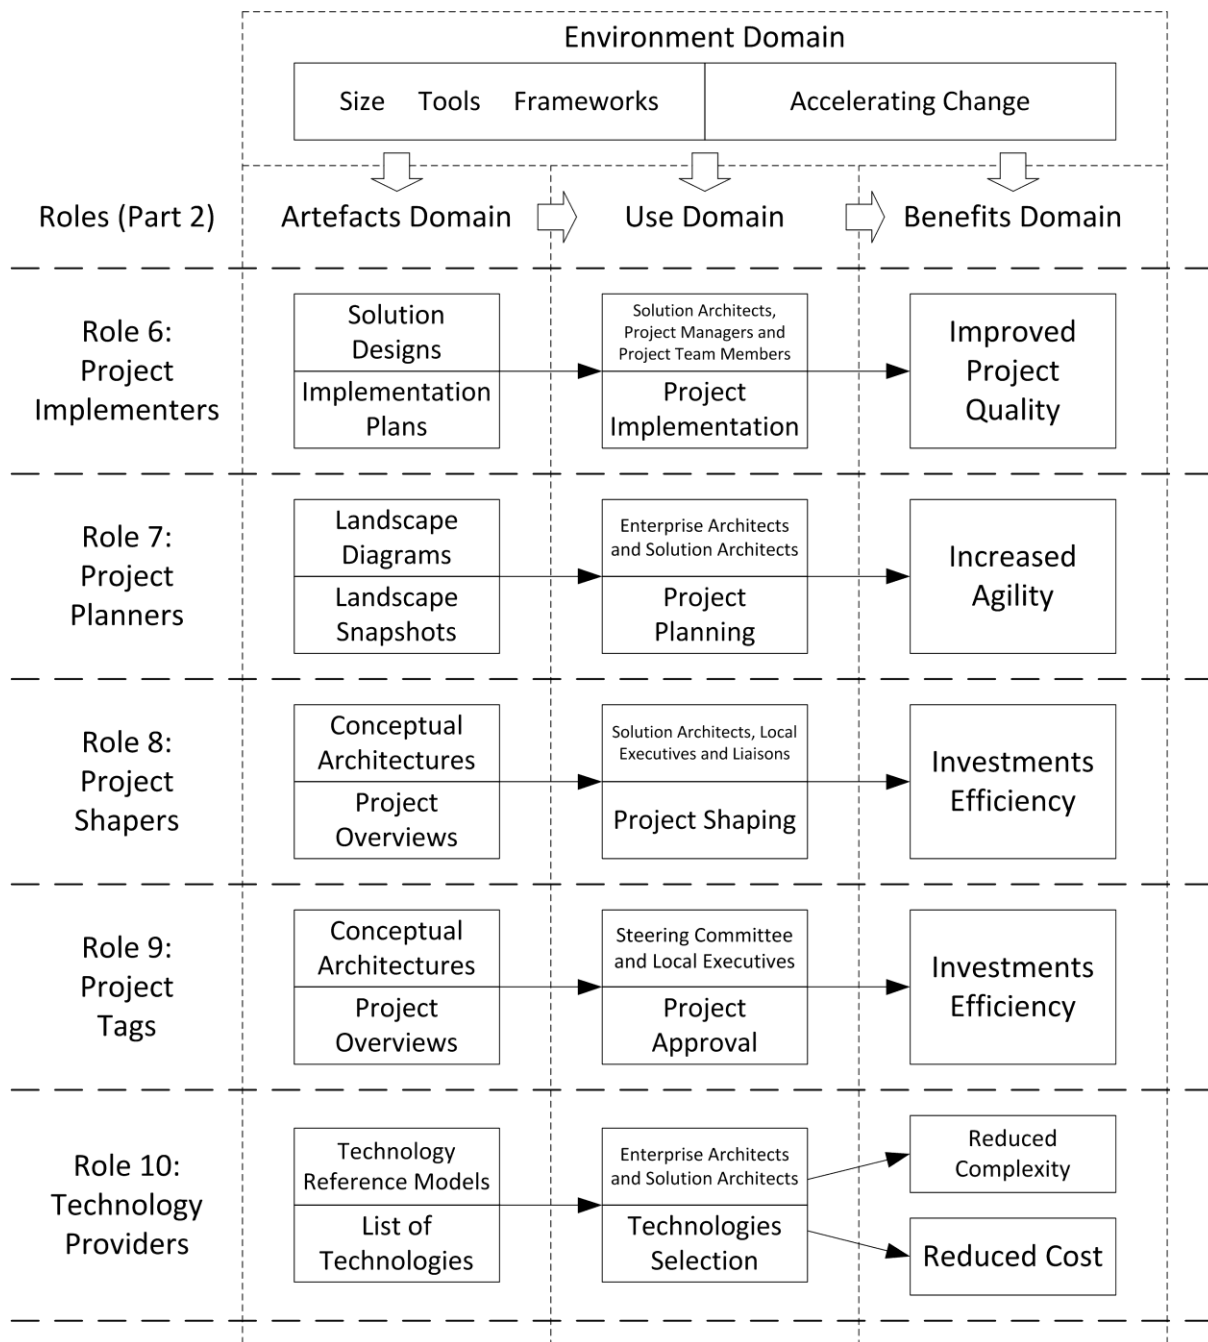 Environment Domain
Size Tools Frameworks
Accelerating Change
Roles (Part 2)
Artefacts Domain
Use Domain
Benefits Domain
Role 6:
Project
Implementers
Solution
Designs
Implementation
Plans
Solution Architects,
Project Managers and
Project Team Members
Project
Implementation
Improved
Project
Quality
Role 7:
Project
Planners
Landscape
Diagrams
Landscape
Snapshots
Enterprise Architects
and Solution Architects
Project
Planning
Increased
Agility
Role 8:
Project
Shapers
Conceptual
Architectures
Project
Overviews
Solution Architects, Local
Executives and Liaisons
Project Shaping
Investments
Efficiency
Role 9:
Project
Tags
Conceptual
Architectures
Project
Overviews
Steering Committee
and Local Executives
Project
Approval
Investments
Efficiency
Role 10:
Technology
Providers
Technology
Reference Models
List of
Technologies
Enterprise Architects
and Solution Architects
Technologies
Selection
Reduced
Complexity
Reduced Cost